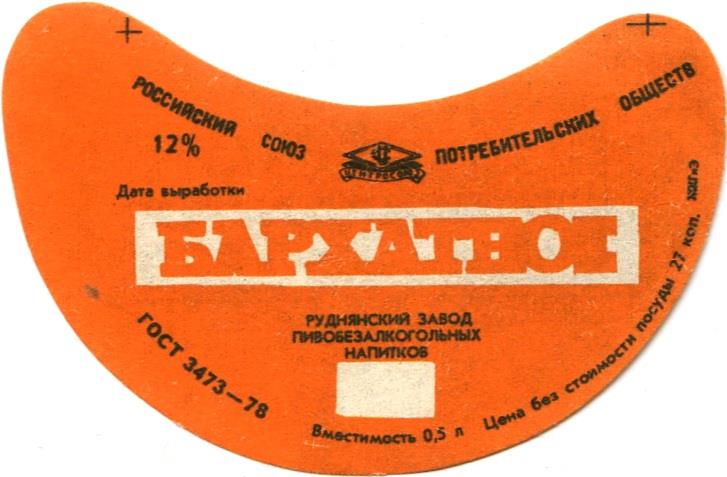 РОССИЙСКИЙ СОЮЗ ПОТРЕБИТЕЛЬСКИХ ОБЩЕСТВ
12%
ЦЕНТРОСОЮЗ
Дата выработки
БАРХАТНОЕ
РУДНЯНСКИЙ ЗАВОД
ПИВОБЕЗАЛКОГОЛЬНЫХ
НАПИТКОВ
ГОСТ 3473—78
Вместимость 0,5 л
Цена без стоимости посуды 27 коп.